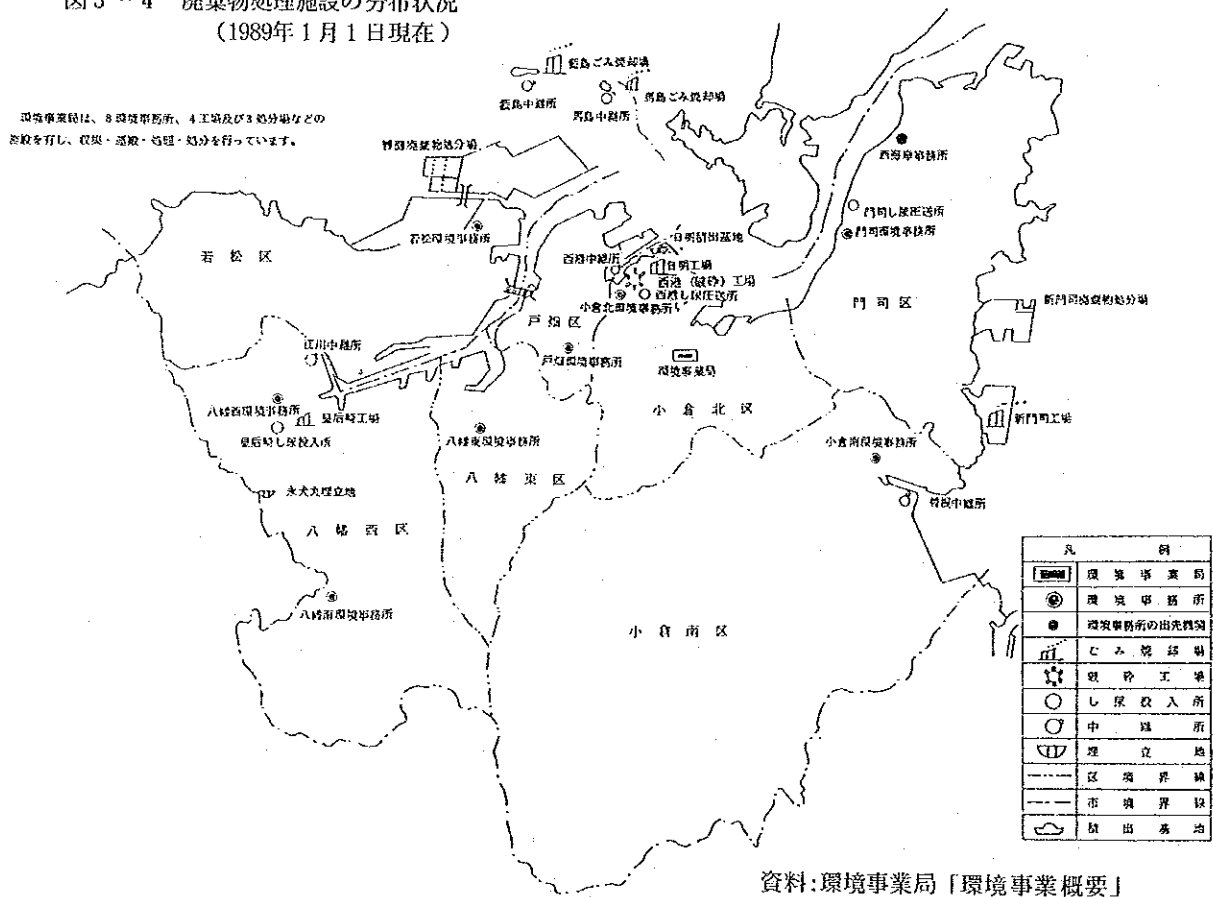 図3-4 廃棄物処理施設の分布状況
(1989年1月1日現在)
環境事業局は、8環境事務所、4工場及び3処分場などの
施設を有し、収集・運搬・処理・処分を行っています。
藍島ごみ焼却場
藍島中継所
馬島ごみ焼却場
馬島中継所
響灘廃棄物処分場
西海岸事務所
門司し尿圧送所
門司環境事務所
若松環境事務所
若松区
日明積出基地
西港中継所
日明工場
西港(破砕)工場
西港し尿圧送所
小倉北環境事務所
門司区
新門司廃棄物処分場
戸畑区
江川中継所
戸畑環境事務所
環境事業局
八幡西環境事務所
皇后崎工場
小倉北区
新門司工場
皇后崎し尿投入所
八幡東環境事務所
小倉南環境事務所
八幡東区
永犬丸埋立地
曽根中継所
八幡西区
八幡南環境事務所
小倉南区
凡例
環境事業局
環境事務所
環境事務所の出先機関
ごみ焼却場
破砕工場
し尿投入所
中継所
埋立地
区境界線
市境界線
積出基地
資料:環境事業局「環境事業概要」